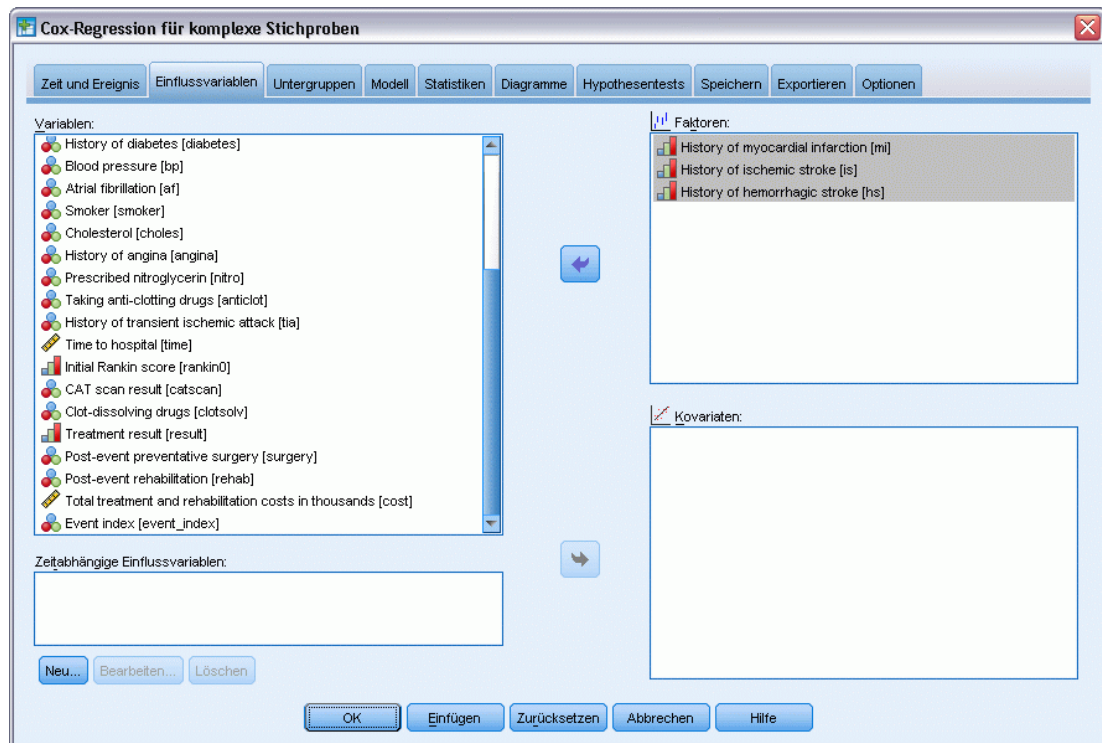 Cox-Regression für komplexe Stichproben
Zeit und Ereignis
Einflussvariablen
Untergruppen
Modell
Statistiken
Diagramme
Hypothesentests
Speichern
Exportieren
Optionen
Variablen:
History of diabetes [diabetes]
Blood pressure [bp]
Atrial fibrillation [af]
Smoker [smoker]
Cholesterol [choles]
History of angina [angina]
Prescribed nitroglycerin [nitro]
Taking anti-clotting drugs [anticlot]
History of transient ischemic attack [tia]
Time to hospital [time]
Initial Rankin score [rankin0]
CAT scan result [catscan]
Clot-dissolving drugs [clotsolv]
Treatment result [result]
Post-event preventative surgery [surgery]
Post-event rehabilitation [rehab]
Total treatment and rehabilitation costs in thousands [cost]
Event index [event_index]
Zeitabhängige Einflussvariablen:
Neu...
Bearbeiten...
Löschen
Faktoren:
History of myocardial infarction [mi]
History of ischemic stroke [is]
History of hemorrhagic stroke [hs]
Kovariaten:
OK
Einfügen
Zurücksetzen
Abbrechen
Hilfe